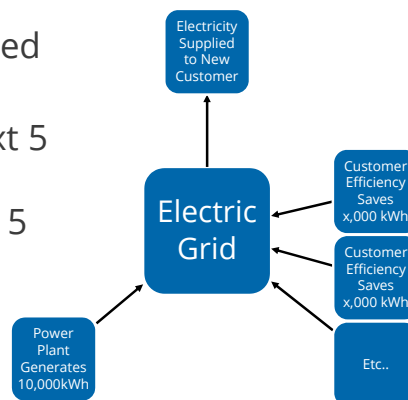 ed
xt 5
5
Electricity
Supplied
to New
Customer
Electric
Grid
Customer
Efficiency
Saves
x,000 kWh
Customer
Efficiency
Saves
x,000 kWh
Etc..
Power
Plant
Generates
10,000kWh